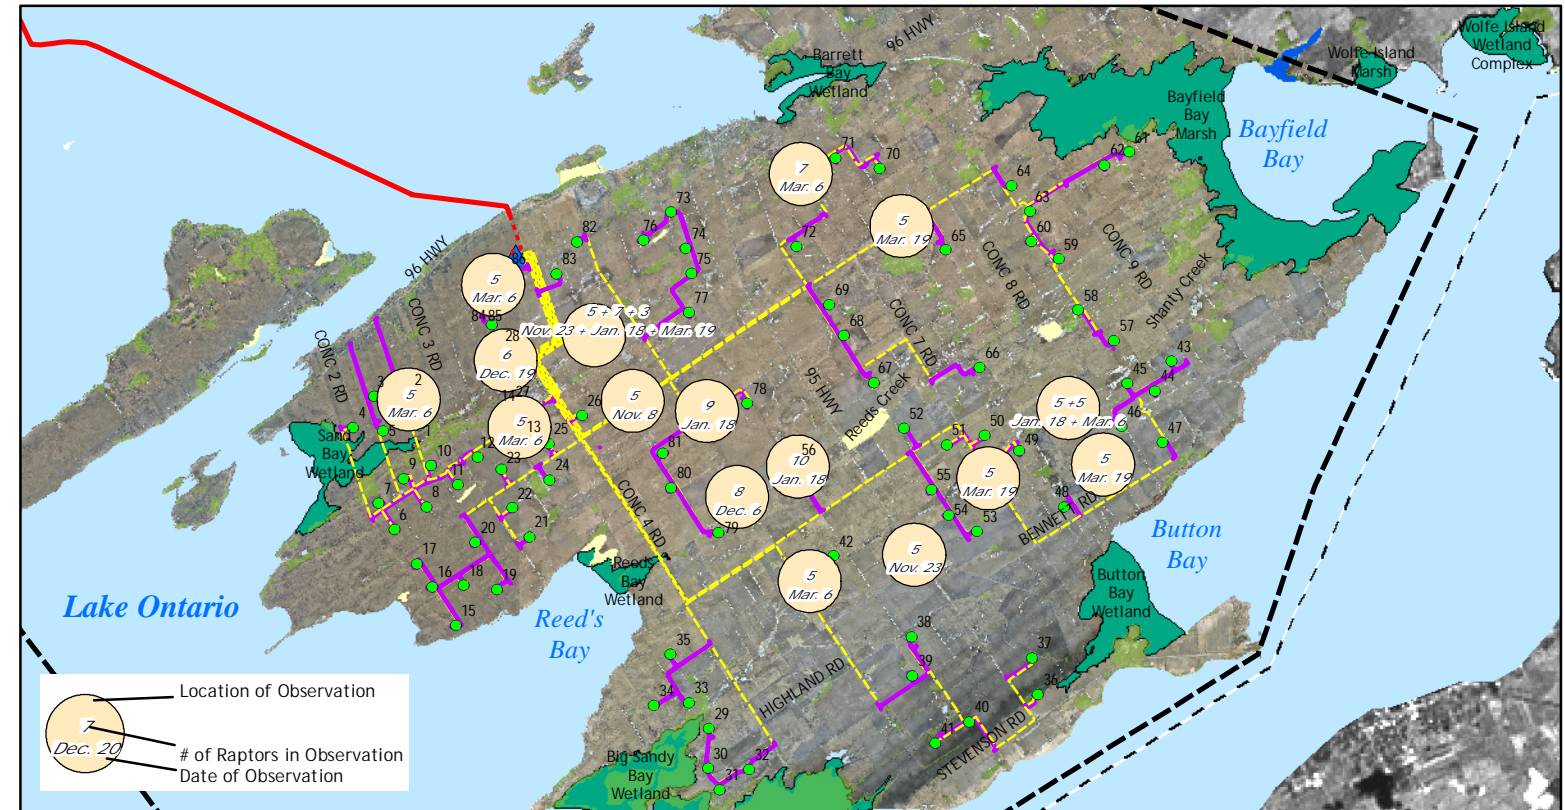 96 HWY
Barrett
Bay
Wetland
Wolfe Island
Marsh
Wolfe Island
Wetland
Complex
Bayfield
Bay
Marsh
Bayfield
Bay
71
70
7
Mar. 6
61
62
64
63
60
59
5
Mar. 19
65
72
73
76
74
75
77
82
83
86
96 HWY
5
Mar. 6
84
85
28
5 + 7 + 3
Nov. 23 + Jan. 18 + Mar. 19
6
Dec. 19
CONC 2 RD
CONC 3 RD
CONC 8 RD
CONC 9 RD
Shanty Creek
58
57
69
68
67
CONC 7 RD
66
95 HWY
Reeds Creek
43
45
44
46
47
3
2
5
Mar. 6
4
5
1
14
27
13
5
Mar. 6
26
25
24
5
Nov. 8
9
Jan. 18
78
5 +5
Jan. 18 + Mar. 6
5
Mar. 19
52
51
50
49
5
Mar. 19
48
BENNETT RD
Sand
Bay
Wetland
10
9
11
12
8
7
6
23
22
21
20
81
80
79
8
Dec. 6
56
10
Jan. 18
55
54
53
CONC 4 RD
17
16
18
19
15
Reeds
Bay
Wetland
42
5
Mar. 6
5
Nov. 23
Button
Bay
Button
Bay
Wetland
Lake Ontario
Reed's
Bay
35
34
33
38
39
37
36
40
41
HIGHLAND RD
STEVENSON RD
29
30
31
32
Big Sandy
Bay
Wetland
Location of Observation
7
Dec. 20
# of Raptors in Observation
Date of Observation